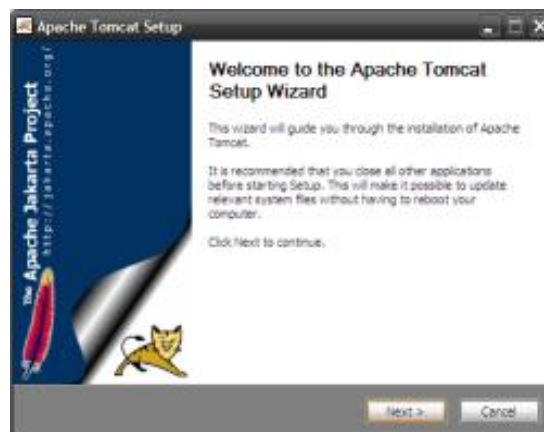 Apache Tomcat Setup
The Apache Jakarta Project
http://jakarta.apache.org/
Welcome to the Apache Tomcat
Setup Wizard
This wizard will guide you through the installation of Apache
Tomcat.
It is recommended that you close all other applications
before starting Setup. This will make it possible to update
relevant system files without having to reboot your
computer.
Click Next to continue.
Next >
Cancel